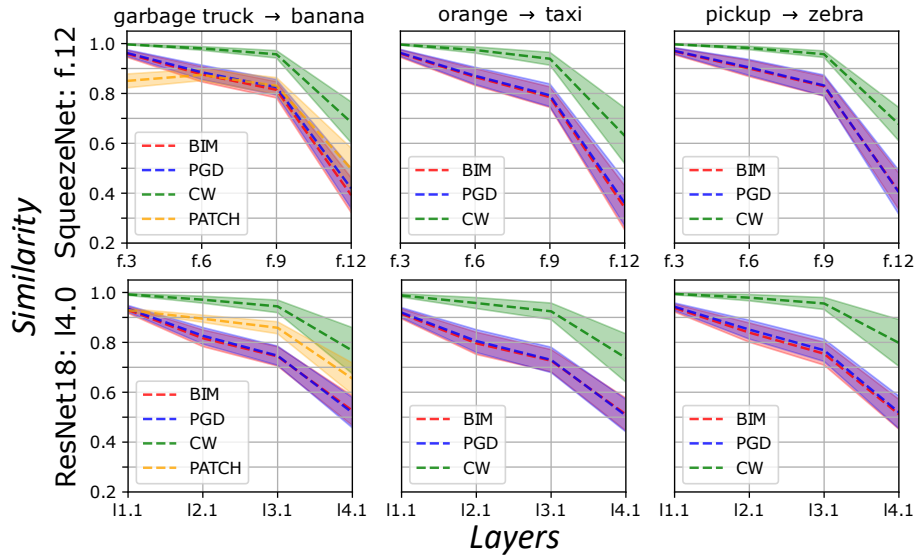 garbage truck → banana
orange → taxi
pickup → zebra
Similarity
SqueezeNet: f.12
1.0
0.8
0.6
0.4
0.2
BIM
PGD
CW
PATCH
f.3 f.6 f.9 f.12
BIM
PGD
CW
f.3 f.6 f.9 f.12
BIM
PGD
CW
f.3 f.6 f.9 f.12
ResNet18: l4.0
1.0
0.8
0.6
0.4
0.2
BIM
PGD
CW
PATCH
l1.1 l2.1 l3.1 l4.1
BIM
PGD
CW
l1.1 l2.1 l3.1 l4.1
BIM
PGD
CW
l1.1 l2.1 l3.1 l4.1
Layers